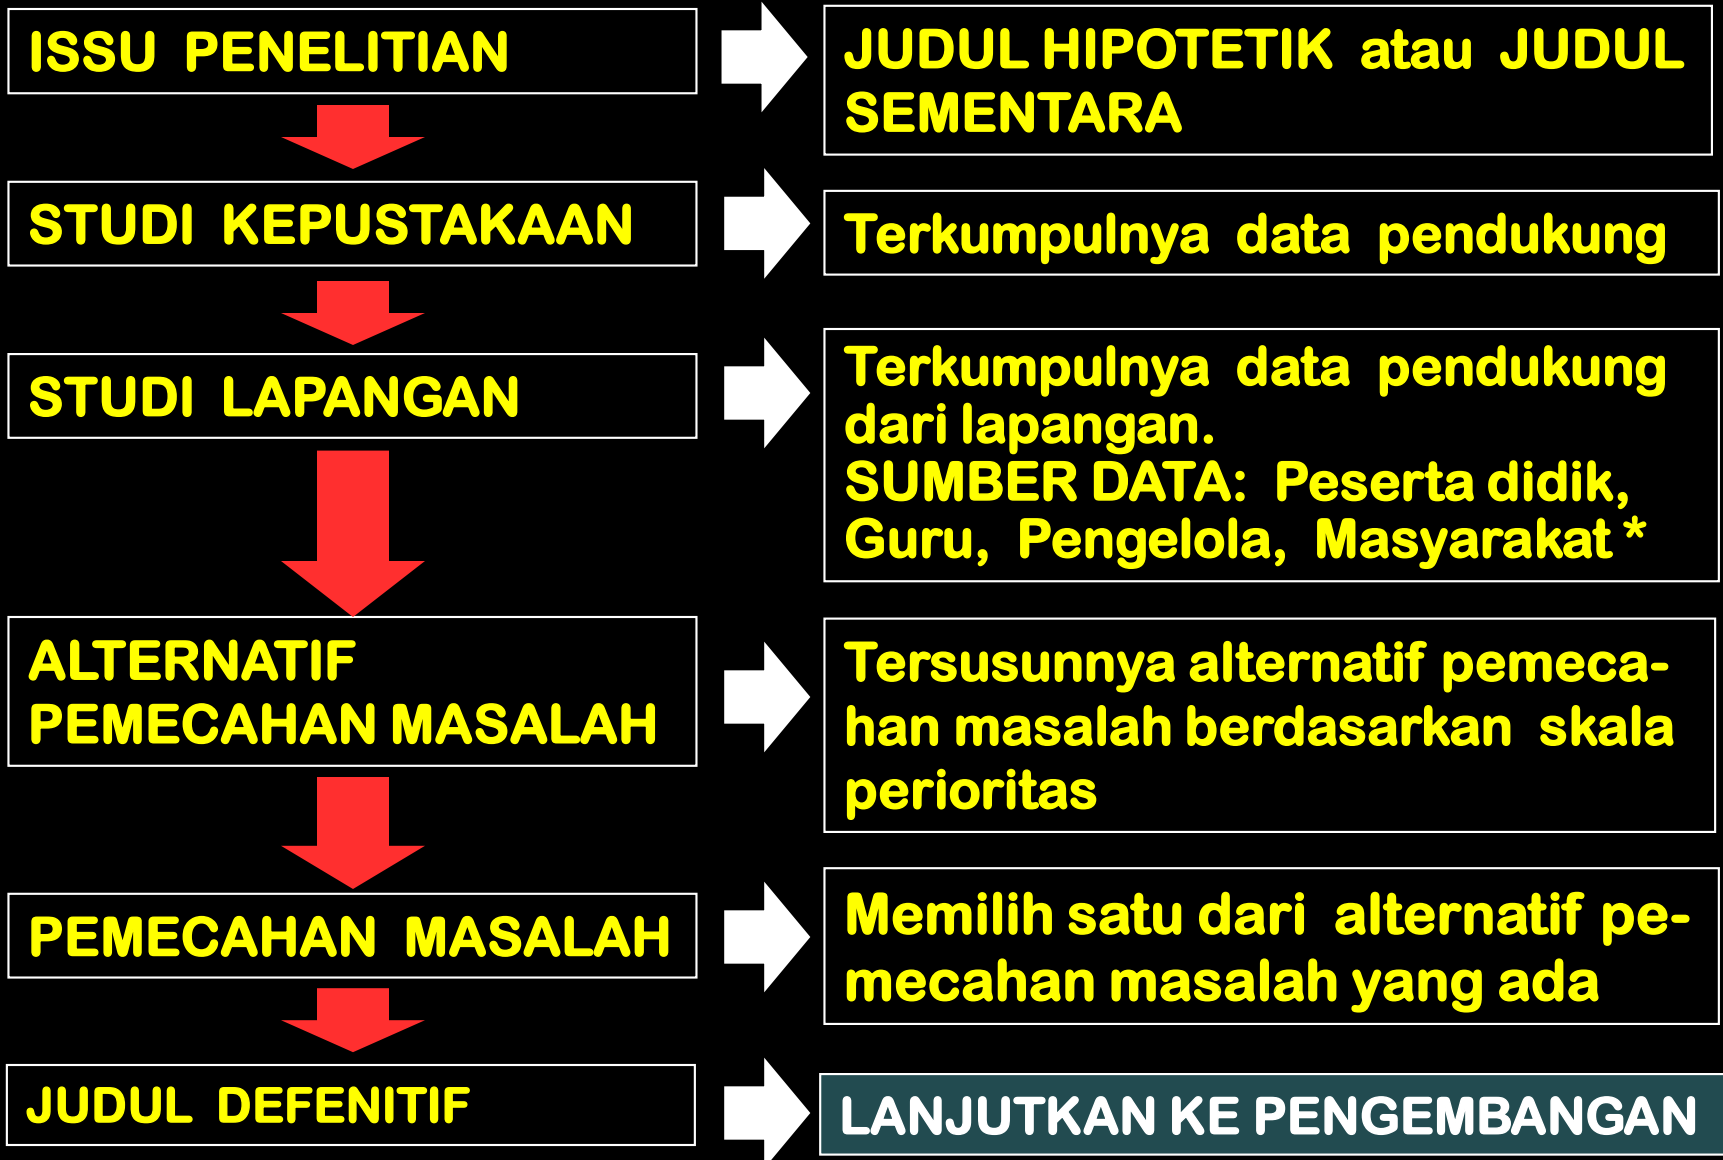 ISSU PENELITIAN
JUDUL HIPOTETIK atau JUDUL
SEMENTARA
STUDI KEPUSTAKAAN
Terkumpulnya data pendukung
STUDI LAPANGAN
Terkumpulnya data pendukung
dari lapangan.
SUMBER DATA: Peserta didik,
Guru, Pengelola, Masyarakat *
ALTERNATIF
PEMECAHAN MASALAH
Tersusunnya alternatif pemeca-
han masalah berdasarkan skala
perioritas
PEMECAHAN MASALAH
Memilih satu dari alternatif pe-
mecahan masalah yang ada
JUDUL DEFENITIF
LANJUTKAN KE PENGEMBANGAN